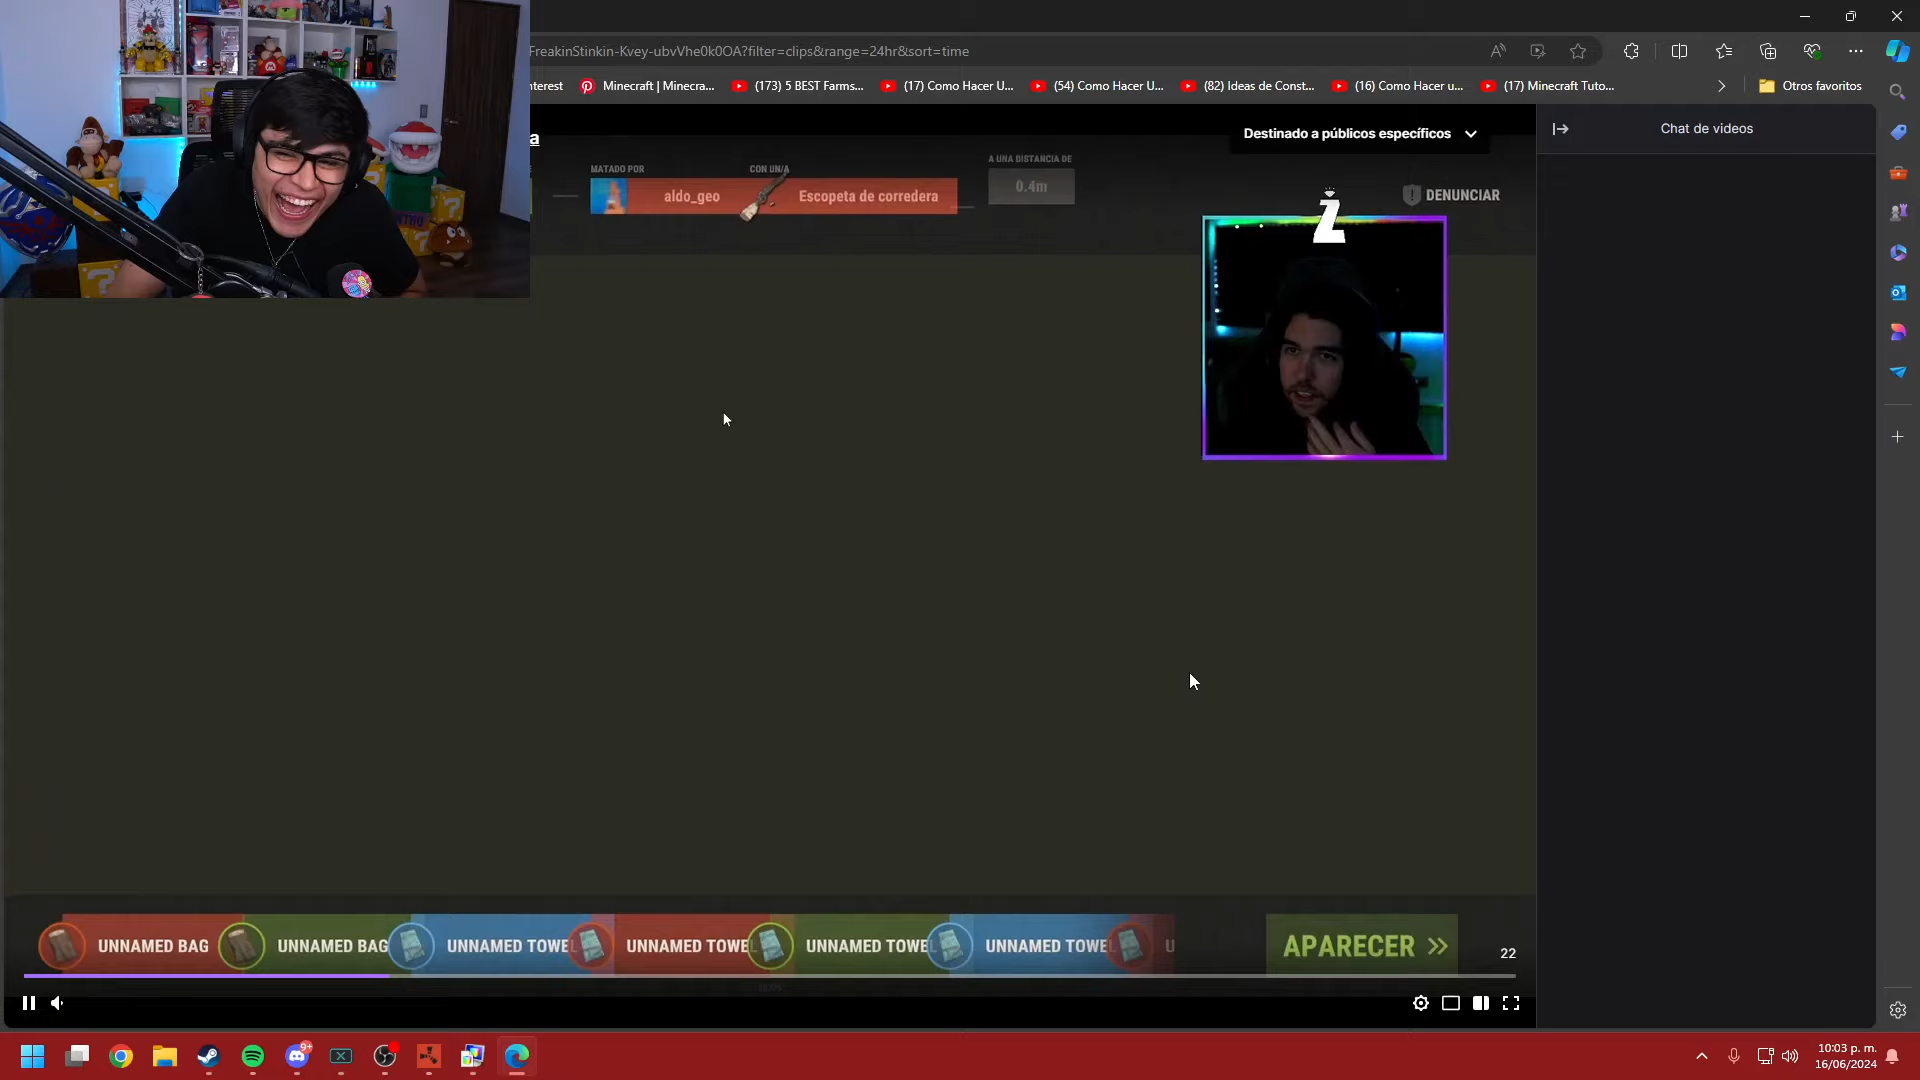 FreakinStinkin-Kvey-ubvVhe0k0OA?filter=clips&range=24hr&sort=time
nterest
Minecraft | Minecra...
(173) 5 BEST Farms...
(17) Como Hacer U...
(54) Como Hacer U...
(82) Ideas de Const...
(16) Como Hacer u...
(17) Minecraft Tuto...
Otros favoritos
a
Destinado a públicos específicos
Chat de videos
MATADO POR
CON UN/A
A UNA DISTANCIA DE
aldo_geo
Escopeta de corredera
0.4m
DENUNCIAR
Z
UNNAMED BAG
UNNAMED BAG
UNNAMED TOWE
UNNAMED TOWE
UNNAMED TOWE
UNNAMED TOWE
U
APARECER
22
9+
10:03 p. m.
16/06/2024